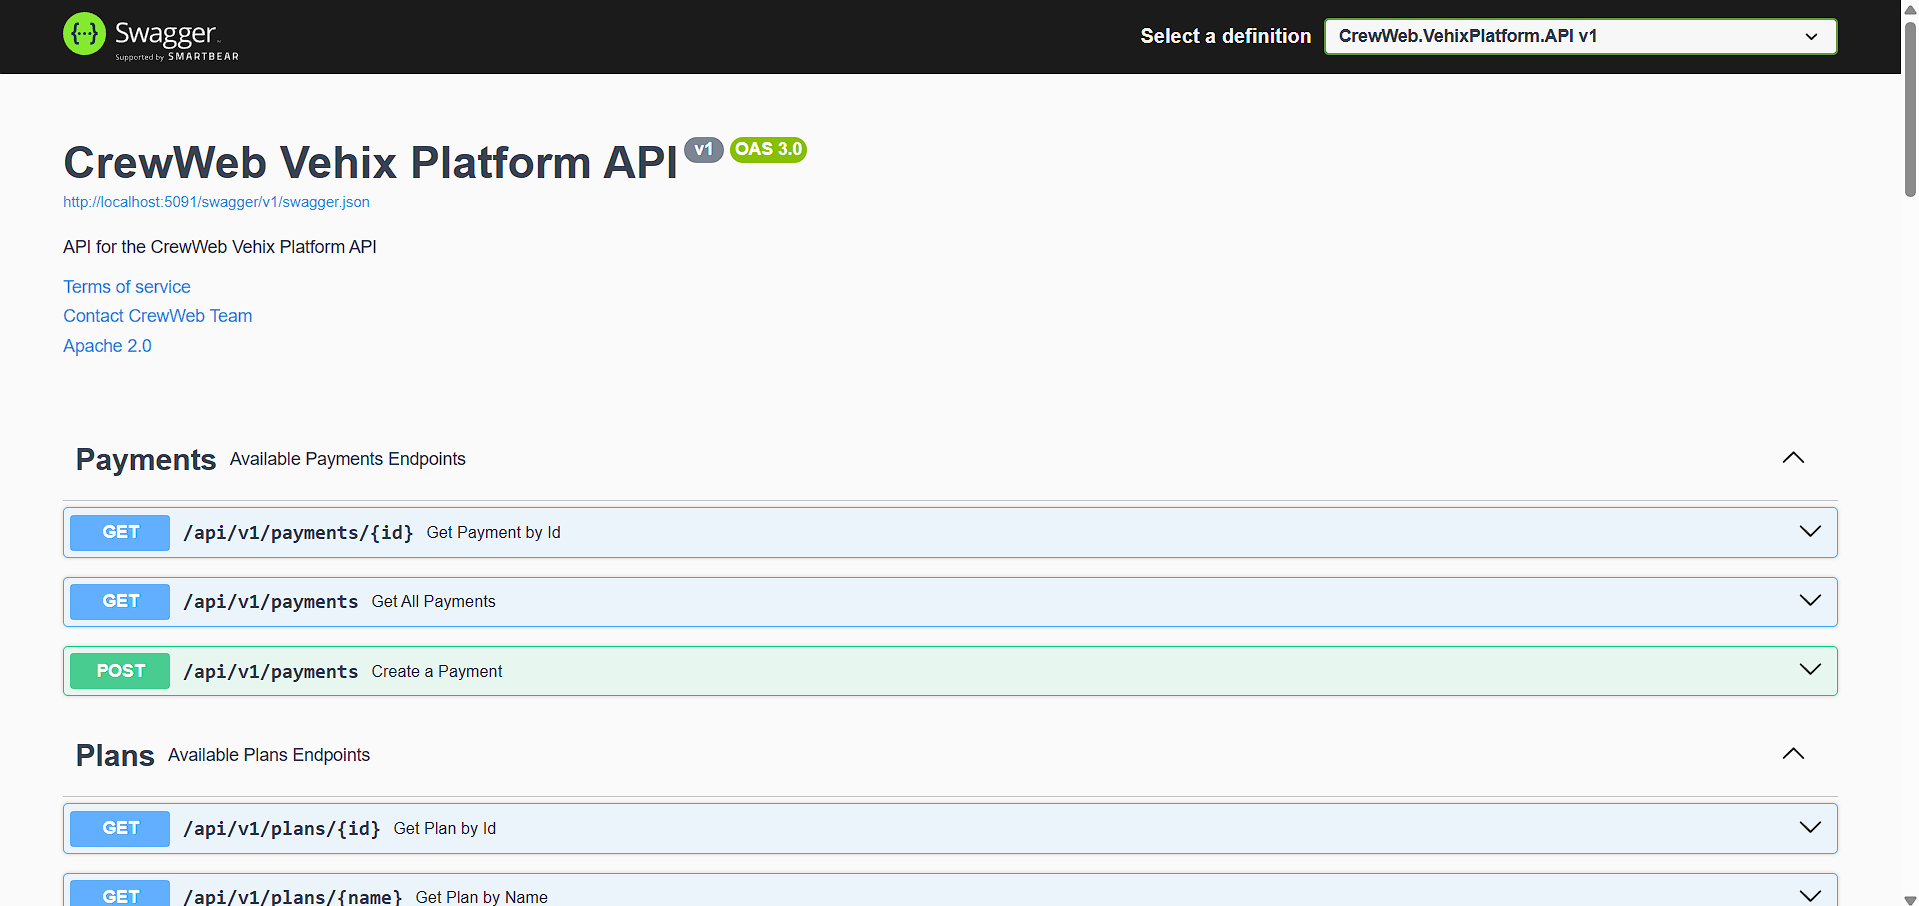 Swagger
Supported by SMARTBEAR
Select a definition
CrewWeb.VehixPlatform.API v1
CrewWeb Vehix Platform API v1 OAS 3.0
http://localhost:5091/swagger/v1/swagger.json
API for the CrewWeb Vehix Platform API
Terms of service
Contact CrewWeb Team
Apache 2.0
Payments Available Payments Endpoints
GET /api/v1/payments/{id} Get Payment by Id
GET /api/v1/payments Get All Payments
POST /api/v1/payments Create a Payment
Plans Available Plans Endpoints
GET /api/v1/plans/{id} Get Plan by Id
GET /api/v1/plans/{name} Get Plan by Name